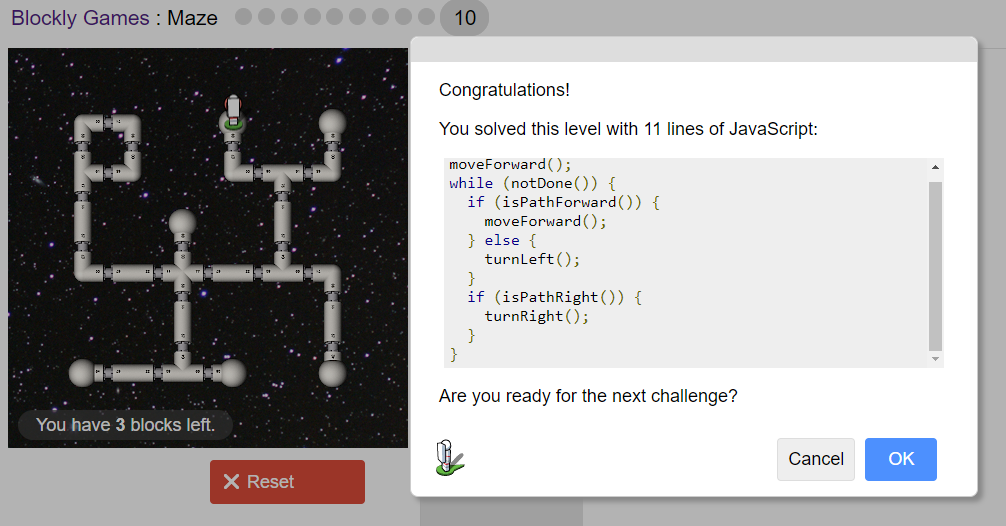 Blockly Games : Maze 10
Congratulations!
You solved this level with 11 lines of JavaScript:
moveForward();
while (notDone()) {
if (isPathForward()) {
moveForward();
} else {
turnLeft();
}
if (isPathRight()) {
turnRight();
}
}
Are you ready for the next challenge?
You have 3 blocks left.
Cancel
OK
Reset